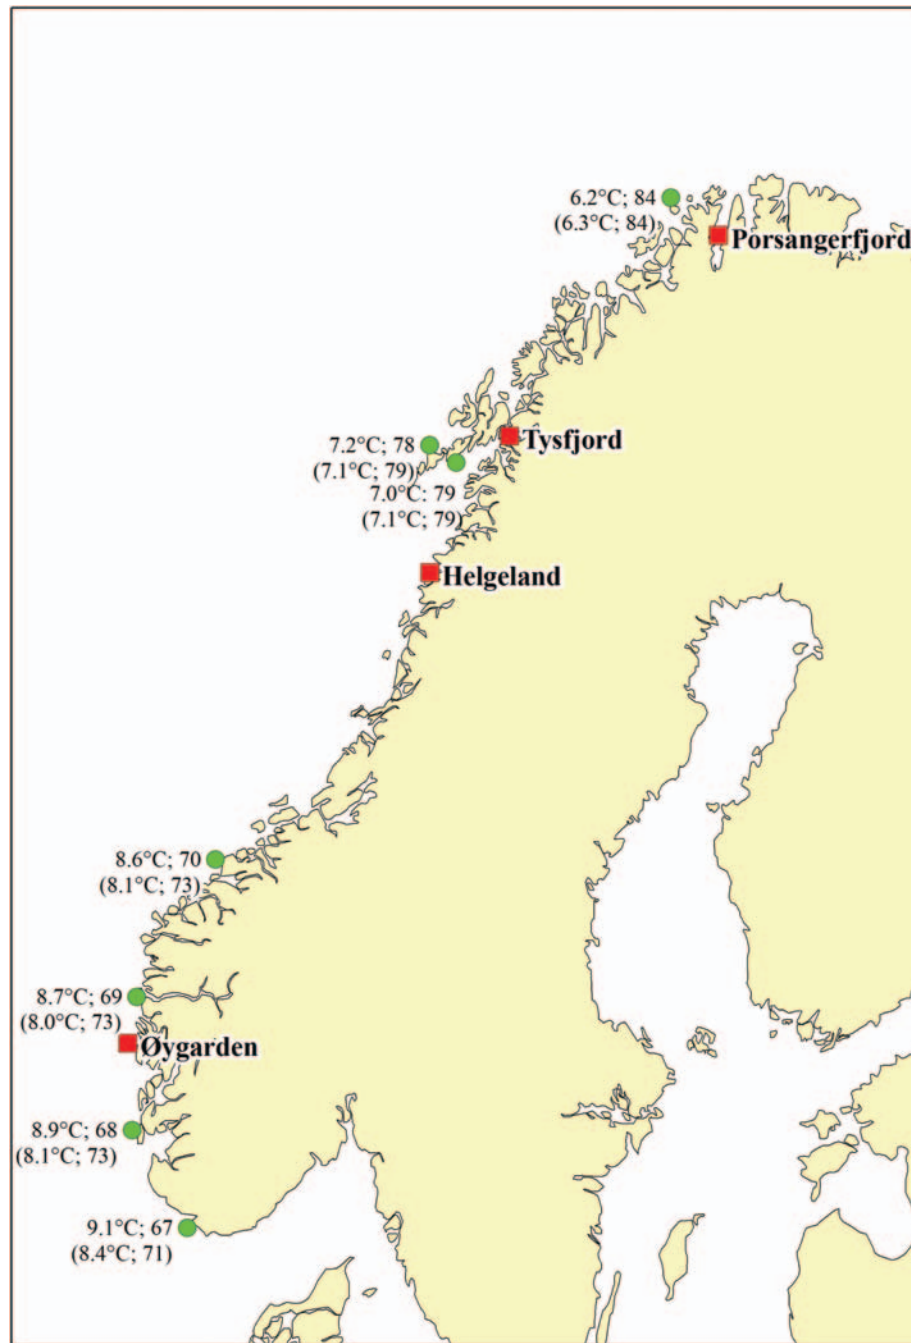 6.2°C; 84
(6.3°C; 84)
Porsangerfjord
7.2°C; 78
(7.1°C; 79)
Tysfjord
7.0°C: 79
(7.1°C; 79)
Helgeland
8.6°C; 70
(8.1°C; 73)
8.7°C; 69
(8.0°C; 73)
Øygarden
8.9°C; 68
(8.1°C; 73)
9.1°C; 67
(8.4°C; 71)